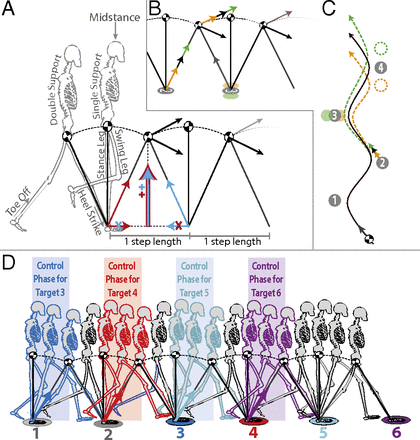 Midstance
A
B
C
Double Support
Single Support
Stance Leg
Swing Leg
Toe Off
Heel Strike
1 step length
1 step length
4
3
2
1
D
Control
Phase for
Target 3
Control
Phase for
Target 4
Control
Phase for
Target 5
Control
Phase for
Target 6
1
2
3
4
5
6